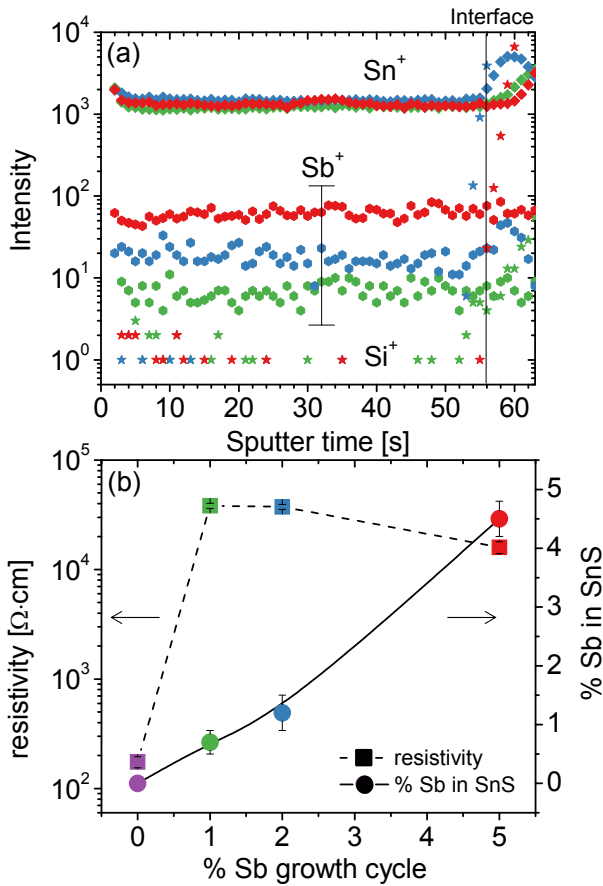 Interface
(a)
Sn⁺
Sb⁺
Si⁺
10⁴
10³
10²
10¹
10⁰
Intensity
0 10 20 30 40 50 60
Sputter time [s]
(b)
10⁵
10⁴
10³
10²
resistivity [Ω·cm]
5
4
3
2
1
0
% Sb in SnS
resistivity
% Sb in SnS
0 1 2 3 4 5
% Sb growth cycle